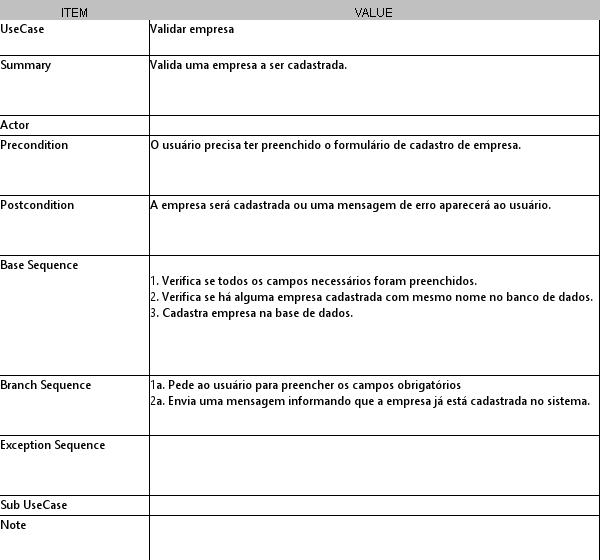 ITEM VALUE
UseCase Validar empresa
Summary Valida uma empresa a ser cadastrada.
Actor
Precondition O usuário precisa ter preenchido o formulário de cadastro de empresa.
Postcondition A empresa será cadastrada ou uma mensagem de erro aparecerá ao usuário.
Base Sequence
1. Verifica se todos os campos necessários foram preenchidos.
2. Verifica se há alguma empresa cadastrada com mesmo nome no banco de dados.
3. Cadastra empresa na base de dados.
Branch Sequence 1a. Pede ao usuário para preencher os campos obrigatórios
2a. Envia uma mensagem informando que a empresa já está cadastrada no sistema.
Exception Sequence
Sub UseCase
Note